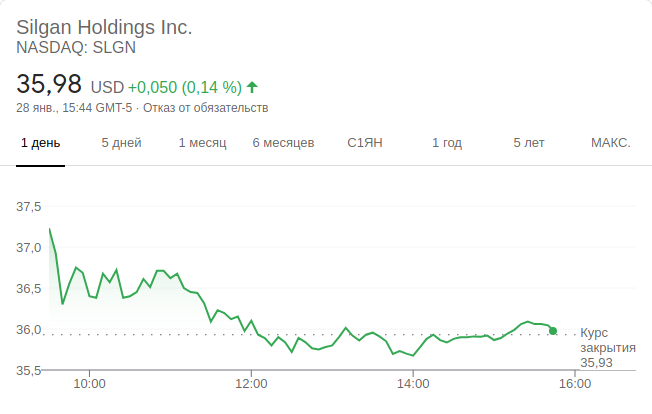 Silgan Holdings Inc.
NASDAQ: SLGN
35,98 USD +0,050 (0,14 %)
28 янв., 15:44 GMT-5 · Отказ от обязательств
1 день 5 дней 1 месяц 6 месяцев С1ЯН 1 год 5 лет МАКС.
37,5
37,0
36,5
36,0
35,5
Курс
закрытия
35,93
10:00 12:00 14:00 16:00